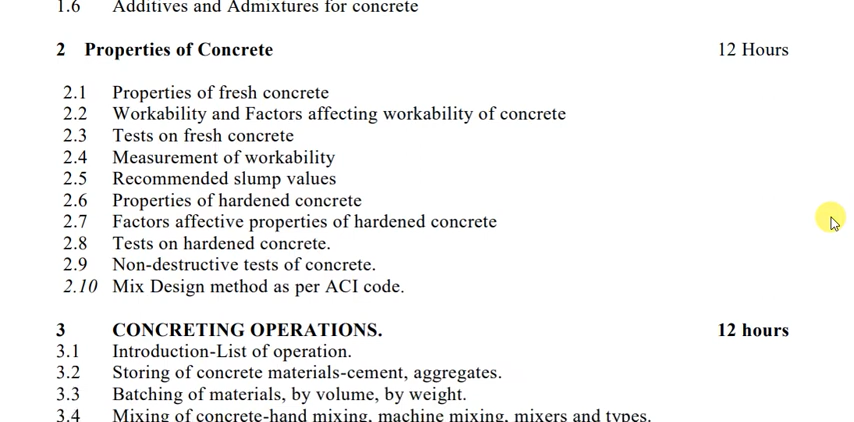 1.6 Additives and Admixtures for concrete
2 Properties of Concrete 12 Hours
2.1 Properties of fresh concrete
2.2 Workability and Factors affecting workability of concrete
2.3 Tests on fresh concrete
2.4 Measurement of workability
2.5 Recommended slump values
2.6 Properties of hardened concrete
2.7 Factors affective properties of hardened concrete
2.8 Tests on hardened concrete.
2.9 Non-destructive tests of concrete.
2.10 Mix Design method as per ACI code.
3 CONCRETING OPERATIONS. 12 hours
3.1 Introduction-List of operation.
3.2 Storing of concrete materials-cement, aggregates.
3.3 Batching of materials, by volume, by weight.
3.4 Mixing of concrete-hand mixing, machine mixing, mixers and types.